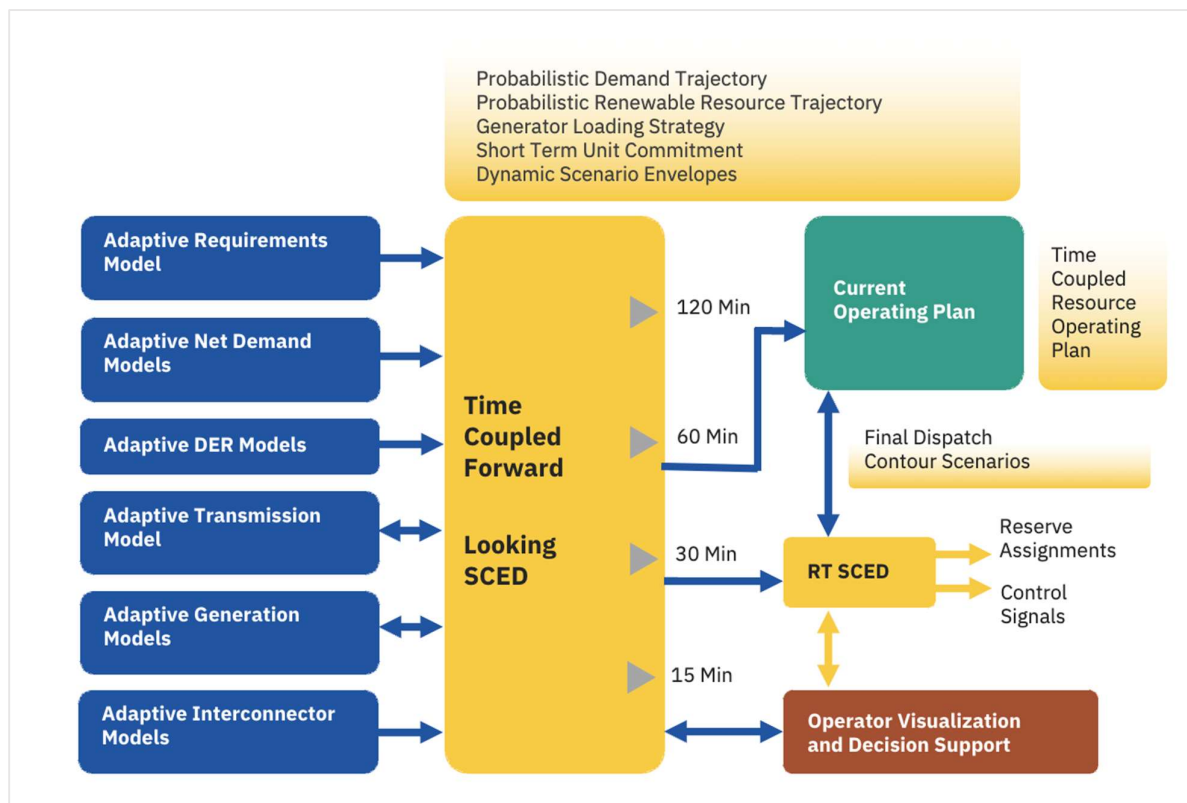 Probabilistic Demand Trajectory
Probabilistic Renewable Resource Trajectory
Generator Loading Strategy
Short Term Unit Commitment
Dynamic Scenario Envelopes
Adaptive Requirements
Model
Adaptive Net Demand
Models
Adaptive DER Models
Adaptive Transmission
Model
Adaptive Generation
Models
Adaptive Interconnector
Models
Time
Coupled
Forward
Looking
SCED
120 Min
60 Min
30 Min
15 Min
Current
Operating Plan
Time
Coupled
Resource
Operating
Plan
Final Dispatch
Contour Scenarios
RT SCED
Reserve
Assignments
Control
Signals
Operator Visualization
and Decision Support